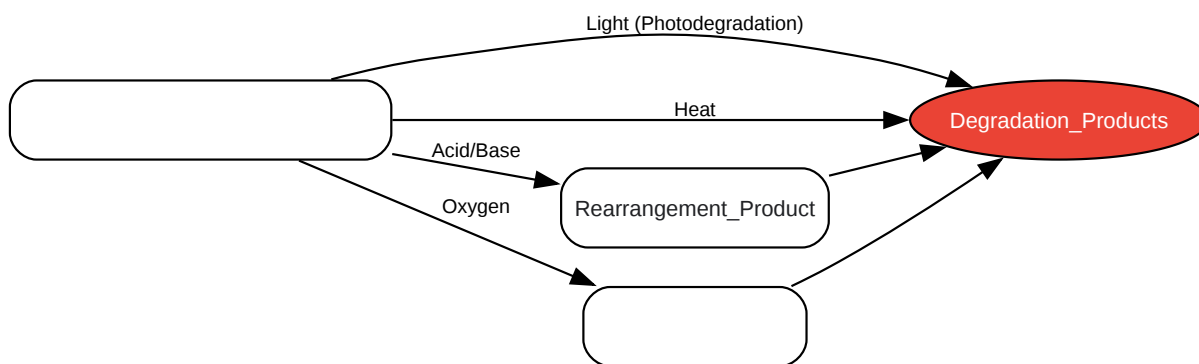 Light (Photodegradation)
Heat
Degradation_Products
Acid/Base
Rearrangement_Product
Oxygen